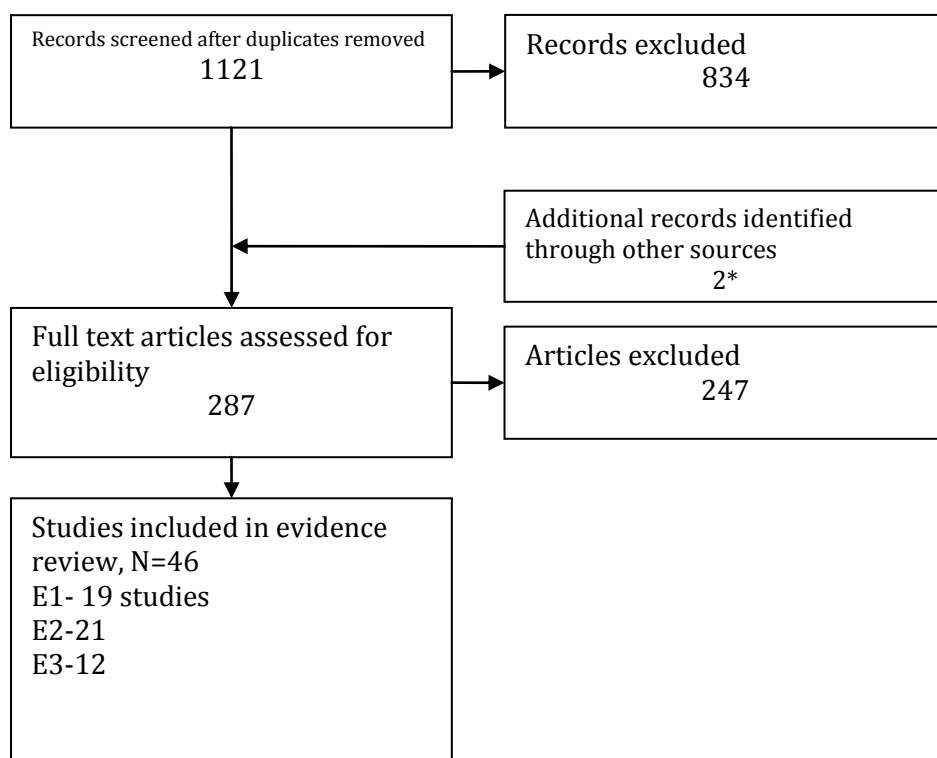 Records screened after duplicates removed
1121
Records excluded
834
Additional records identified
through other sources
2*
Full text articles assessed for
eligibility
287
Articles excluded
247
Studies included in evidence
review, N=46
E1- 19 studies
E2-21
E3-12